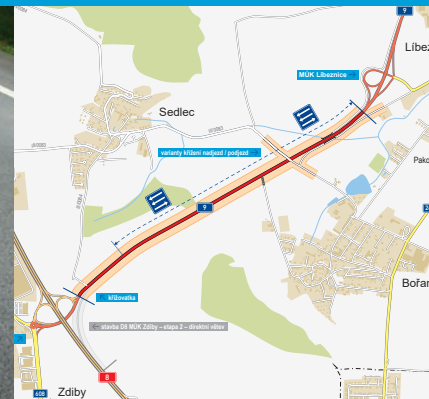 9
Líbez
MÚK Líbeznice
Sedlec
varianty křížení nadjezd / podjezd
Pako
9
Bořan
křižovatka
stavba D8 MÚK Zdiby – etapa 2 – direktní větev
8
608
Zdiby